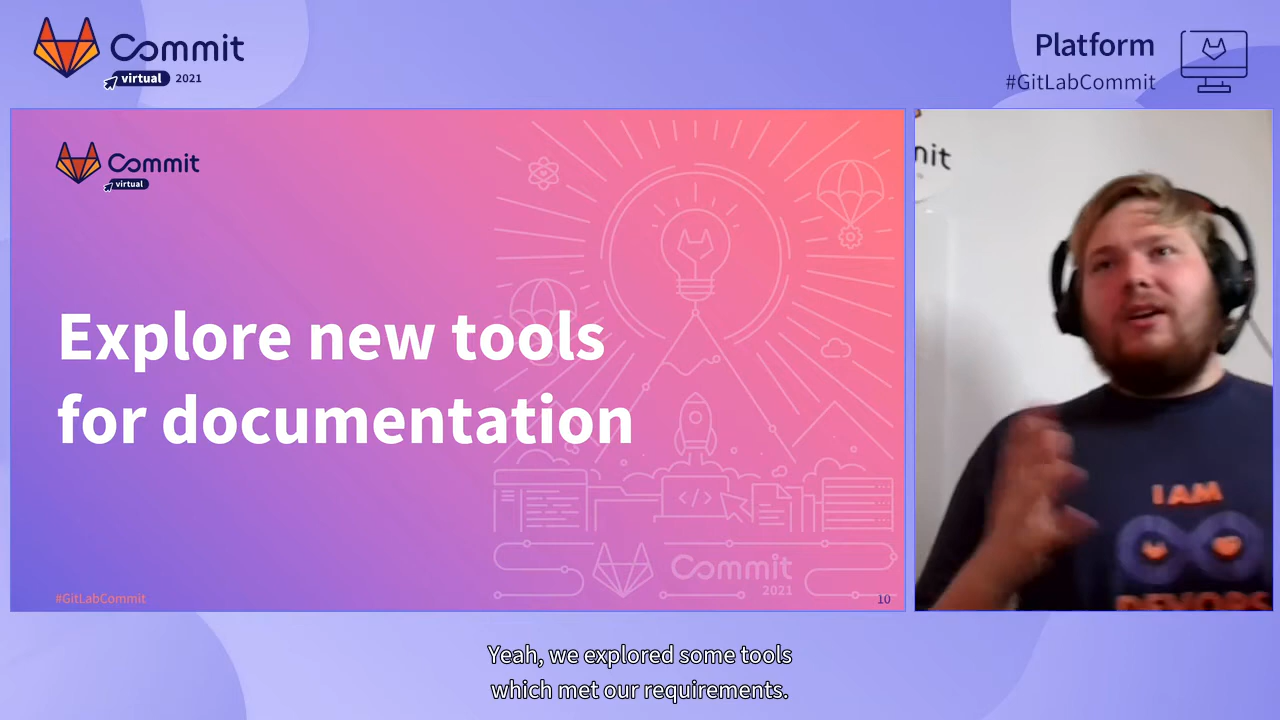 Commit
virtual 2021
Platform
#GitLabCommit
Commit
virtual
Explore new tools
for documentation
Commit
2021
#GitLabCommit
10
nit
I AM
DEVOPS
Yeah, we explored some tools
which met our requirements.